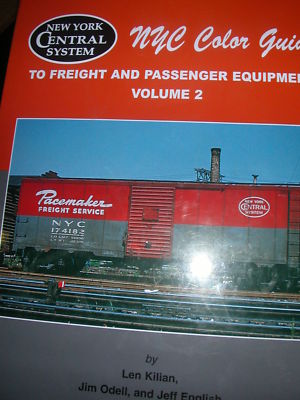 NEW YORK
CENTRAL
SYSTEM
NYC Color Guid
TO FREIGHT AND PASSENGER EQUIPME
VOLUME 2
Pacemaker
FREIGHT SERVICE
NYC
174182
NEW YORK
CENTRAL
SYSTEM
by
Len Kilian,
Jim Odell, and Jeff English